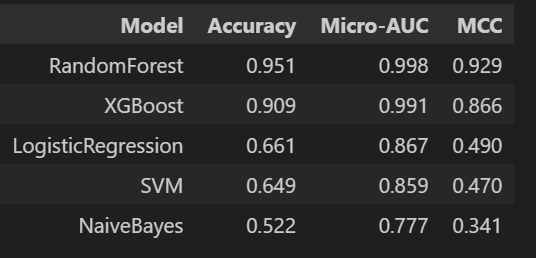 Model Accuracy Micro-AUC MCC
RandomForest 0.951 0.998 0.929
XGBoost 0.909 0.991 0.866
LogisticRegression 0.661 0.867 0.490
SVM 0.649 0.859 0.470
NaiveBayes 0.522 0.777 0.341